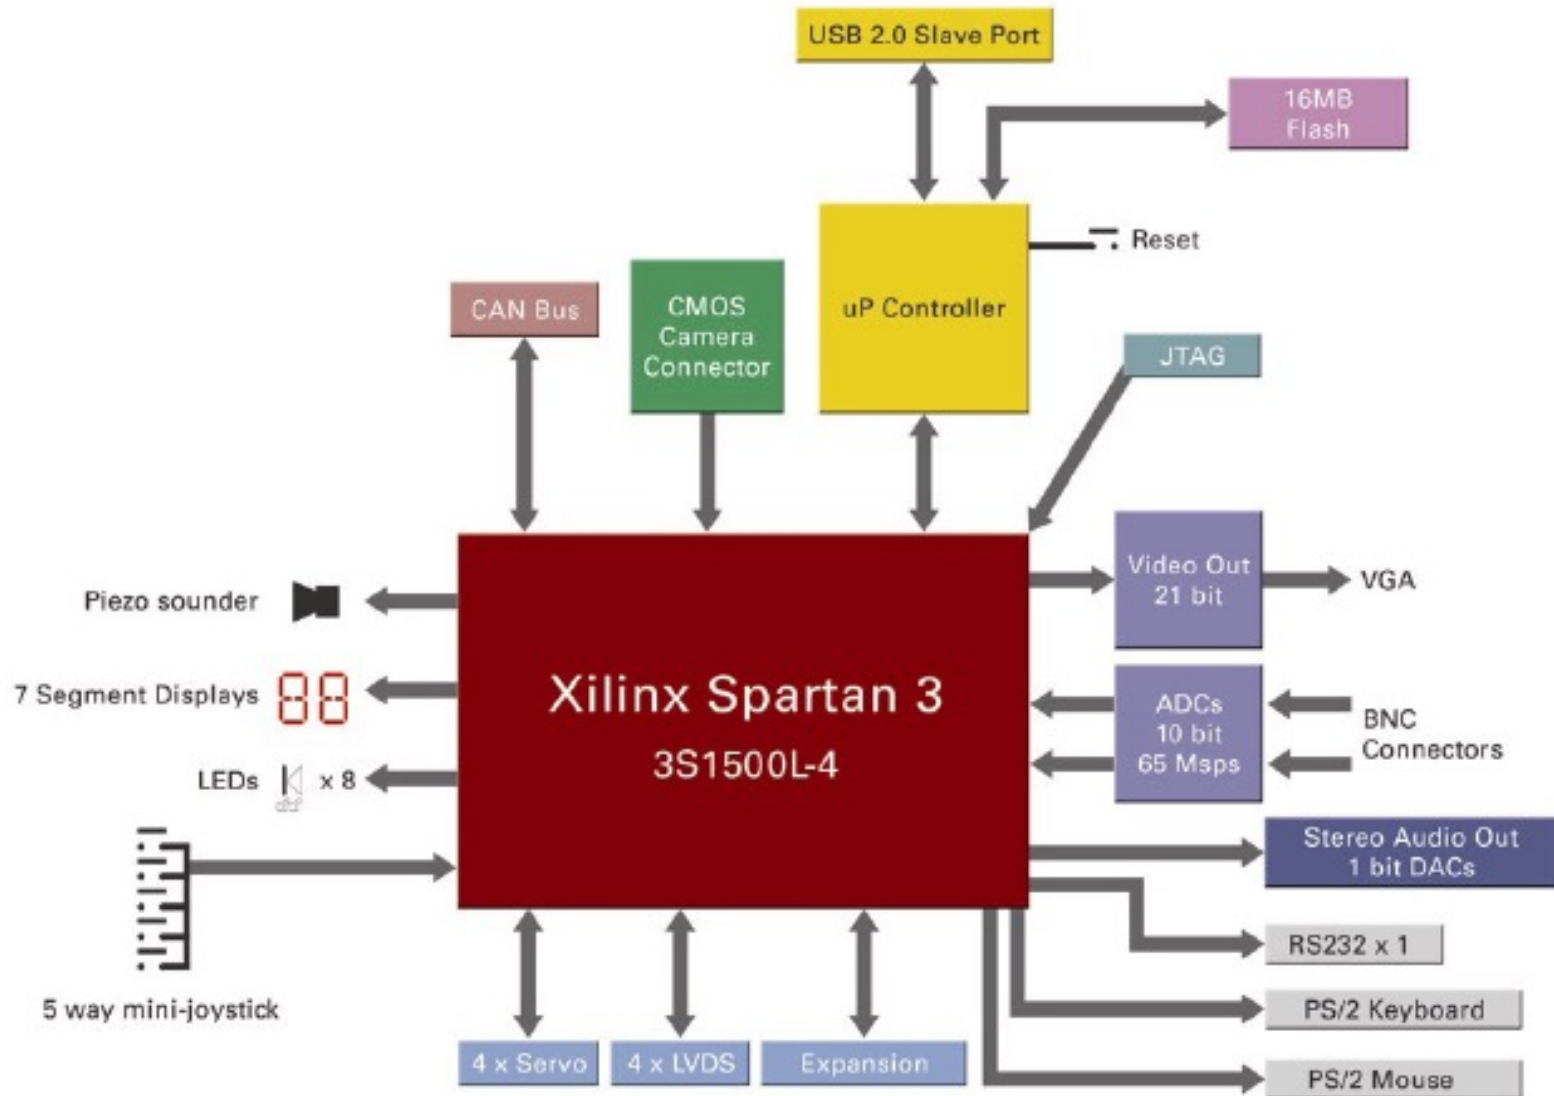 USB 2.0 Slave Port
16MB
Flash
Reset
uP Controller
CAN Bus
CMOS
Camera
Connector
JTAG
Video Out
21 bit
VGA
Piezo sounder
7 Segment Displays
88
Xilinx Spartan 3
3S1500L-4
ADCs
10 bit
65 Msps
BNC
Connectors
LEDs x 8
Stereo Audio Out
1 bit DACs
RS232 x 1
5 way mini-joystick
PS/2 Keyboard
4 x Servo
4 x LVDS
Expansion
PS/2 Mouse